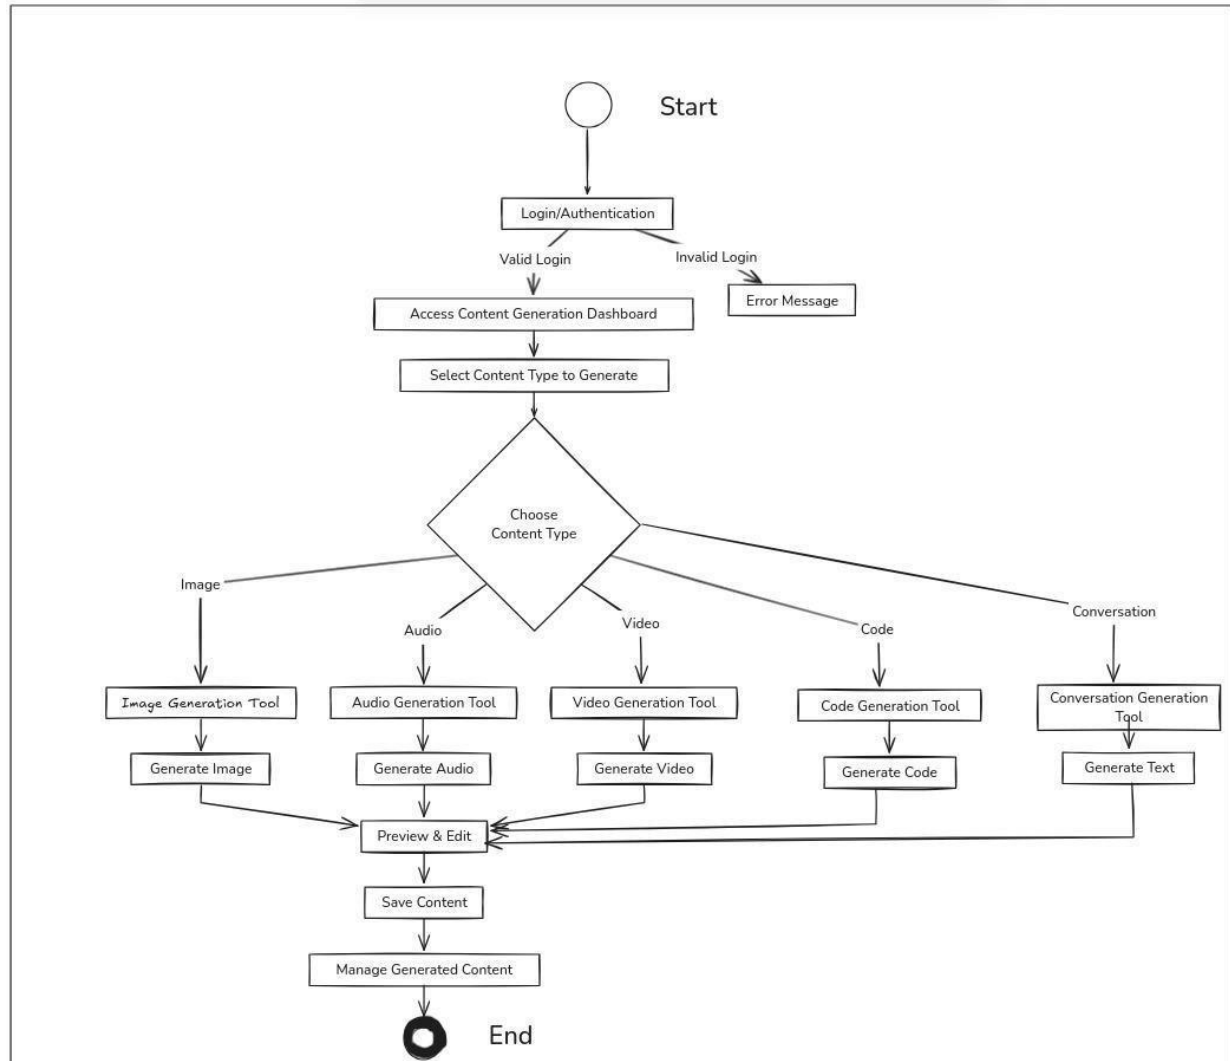 Start
Login/Authentication
Valid Login
Invalid Login
Error Message
Access Content Generation Dashboard
Select Content Type to Generate
Choose
Content Type
Image
Audio
Video
Code
Conversation
Image Generation Tool
Audio Generation Tool
Video Generation Tool
Code Generation Tool
Conversation Generation
Tool
Generate Image
Generate Audio
Generate Video
Generate Code
Generate Text
Preview & Edit
Save Content
Manage Generated Content
End